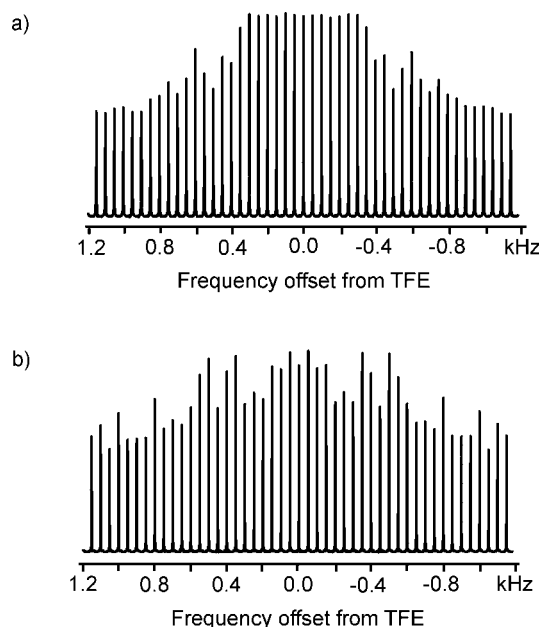 a)
1.2 0.8 0.4 0.0 -0.4 -0.8 kHz
Frequency offset from TFE
b)
1.2 0.8 0.4 0.0 -0.4 -0.8 kHz
Frequency offset from TFE